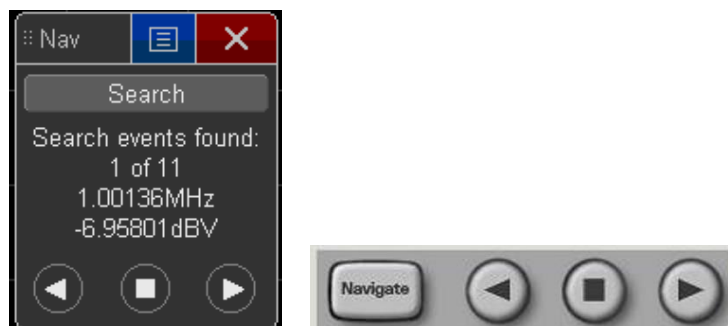 Nav
Search
Search events found:
1 of 11
1.00136MHz
-6.95801dBV
Navigate